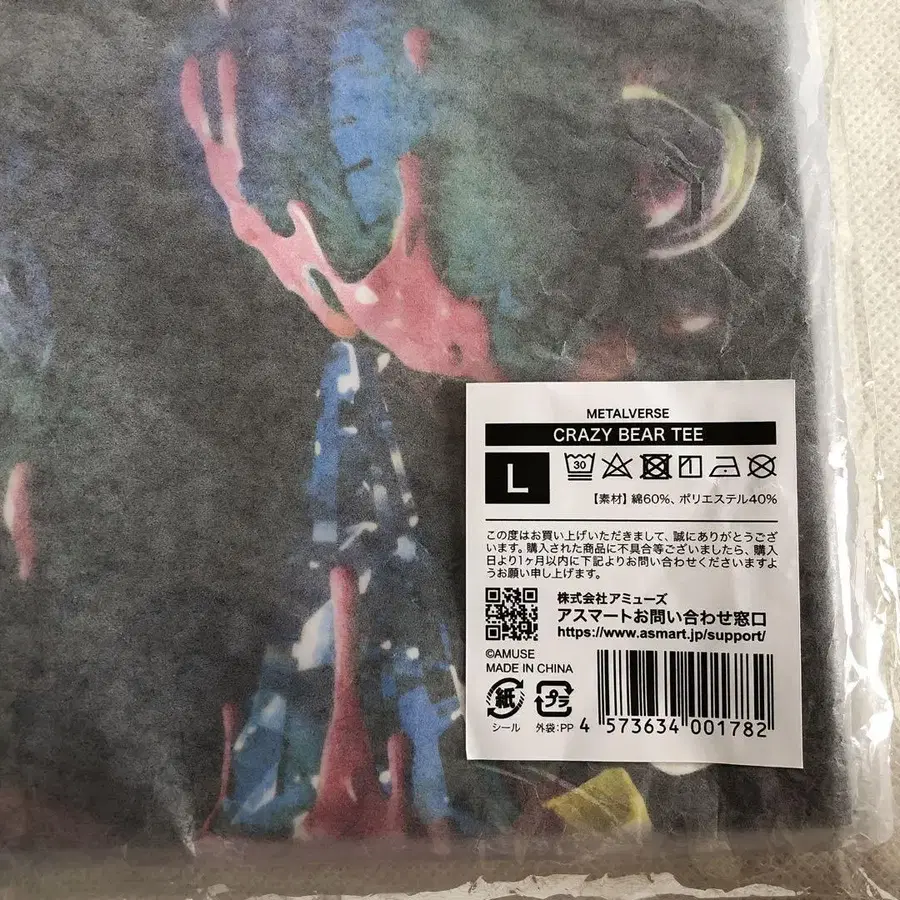 METALVERSE
CRAZY BEAR TEE
L
30
【素材】綿60%、ポリエステル40%
この度はお買い上げいただきまして、誠にありがとうござ
います。購入された商品に不具合等ございましたら、購入
日より1ヶ月以内に下記よりお問い合わせくださいますよ
うお願い申し上げます。
株式会社アミューズ
アスマートお問い合わせ窓口
https://www.asmart.jp/support/
©AMUSE
MADE IN CHINA
紙
プラ
シール
外袋:PP
4 573634 001782